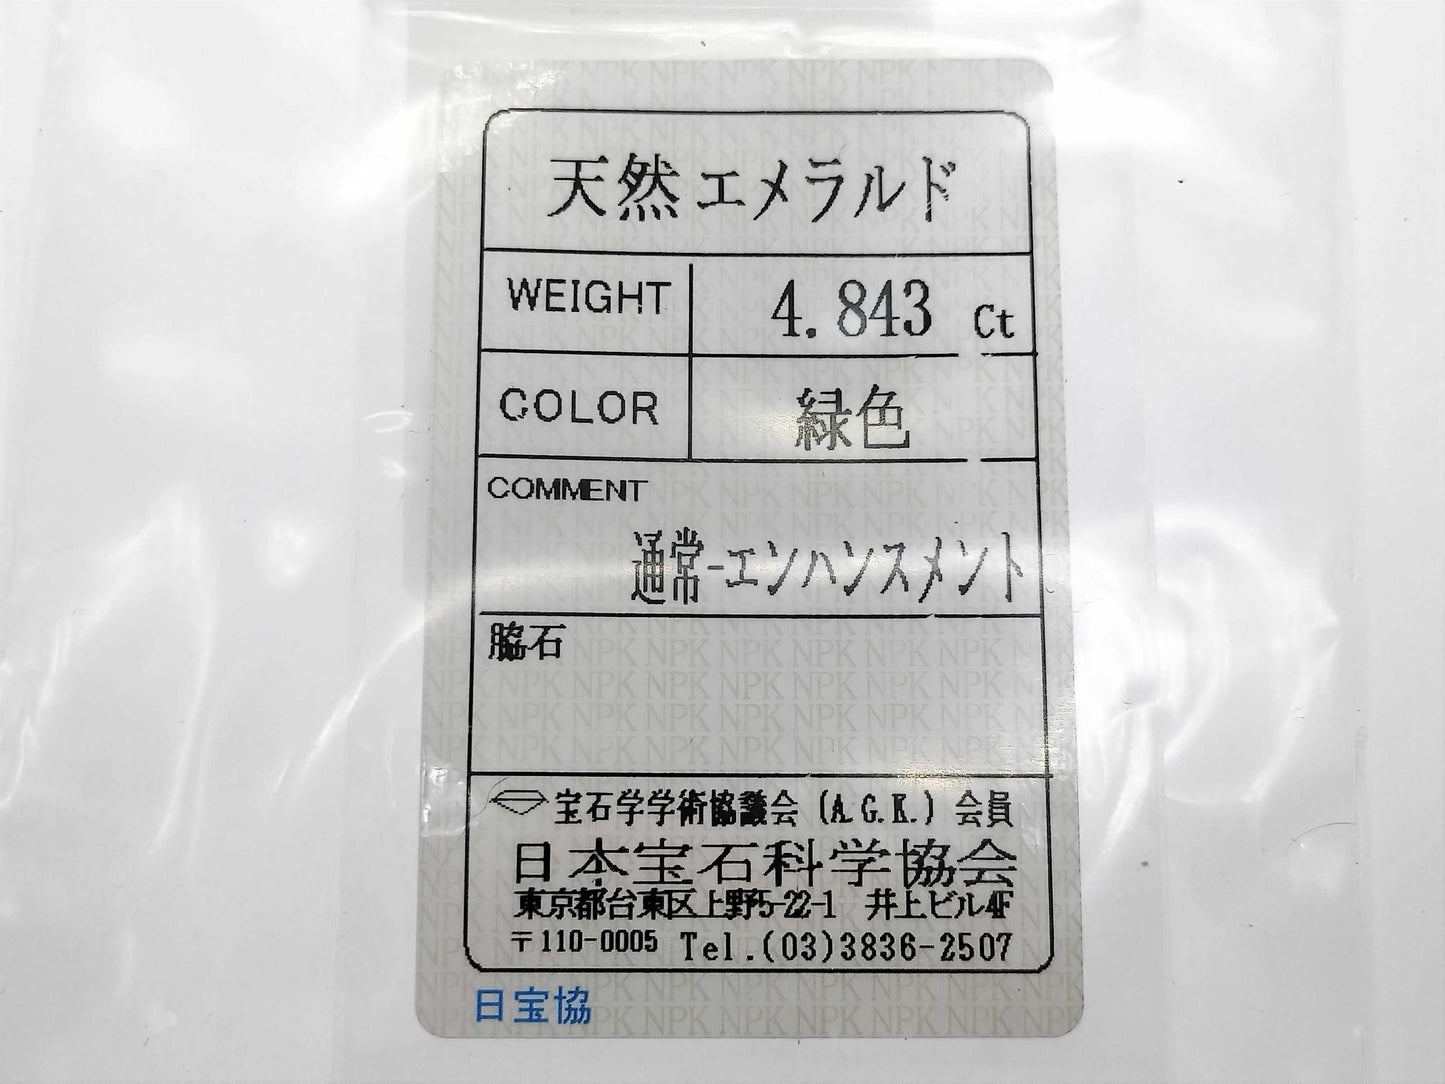 天然エメラルド
WEIGHT 4.843 Ct
COLOR 緑色
COMMENT
通常-エンハンスメント
脇石
宝石学学術協議会 (A.G.K.) 会員
日本宝石科学協会
東京都台東区上野5-22-1 井上ビル4F
〒110-0005 Tel.(03)3836-2507
日宝協